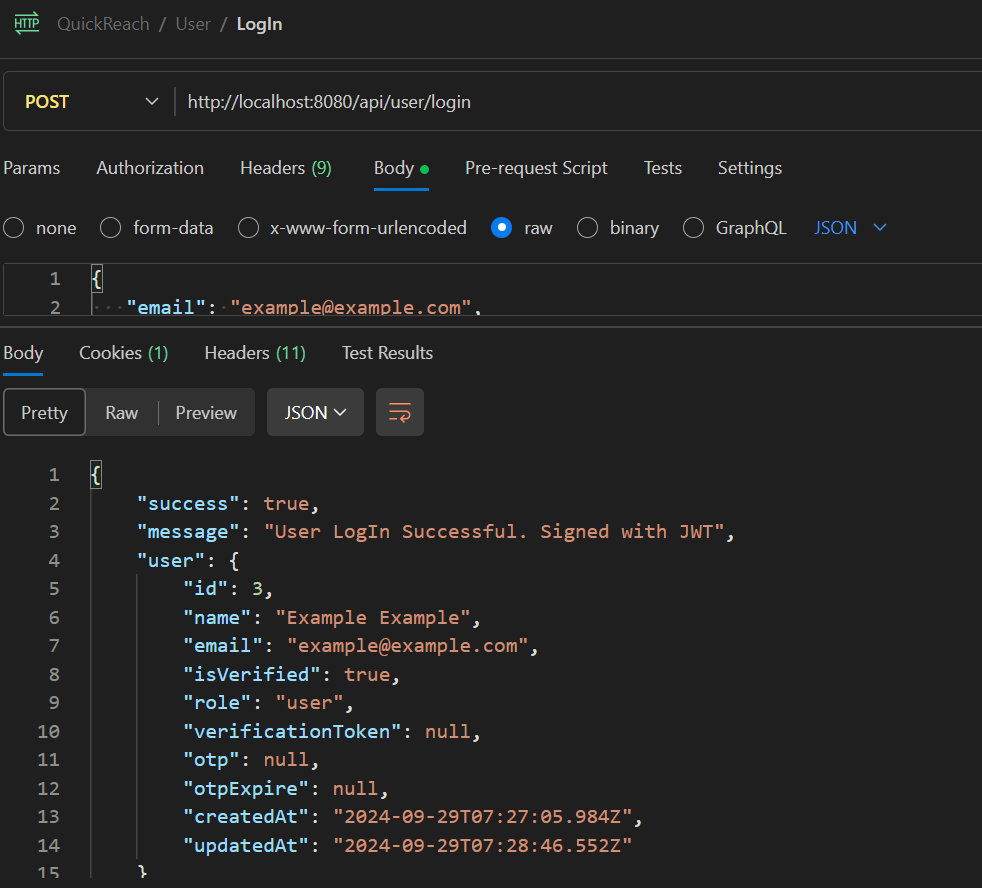 HTTP QuickReach / User / LogIn
POST http://localhost:8080/api/user/login
Params Authorization Headers (9) Body Pre-request Script Tests Settings
none form-data x-www-form-urlencoded raw binary GraphQL JSON
1 {
2 "email": "example@example.com",
Body Cookies (1) Headers (11) Test Results
Pretty Raw Preview JSON
1 {
2 "success": true,
3 "message": "User LogIn Successful. Signed with JWT",
4 "user": {
5 "id": 3,
6 "name": "Example Example",
7 "email": "example@example.com",
8 "isVerified": true,
9 "role": "user",
10 "verificationToken": null,
11 "otp": null,
12 "otpExpire": null,
13 "createdAt": "2024-09-29T07:27:05.984Z",
14 "updatedAt": "2024-09-29T07:28:46.552Z"
15 }